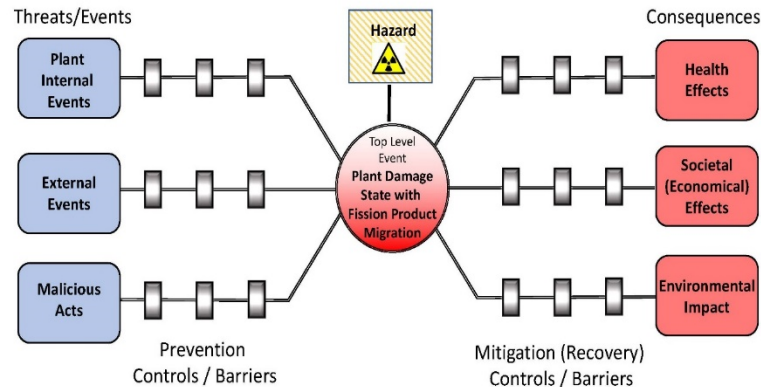 Threats/Events
Consequences
Hazard
Plant
Internal
Events
Health
Effects
Top Level
Event
Plant Damage
State with
Fission Product
Migration
External
Events
Societal
(Economical)
Effects
Malicious
Acts
Environmental
Impact
Prevention
Controls / Barriers
Mitigation (Recovery)
Controls / Barriers